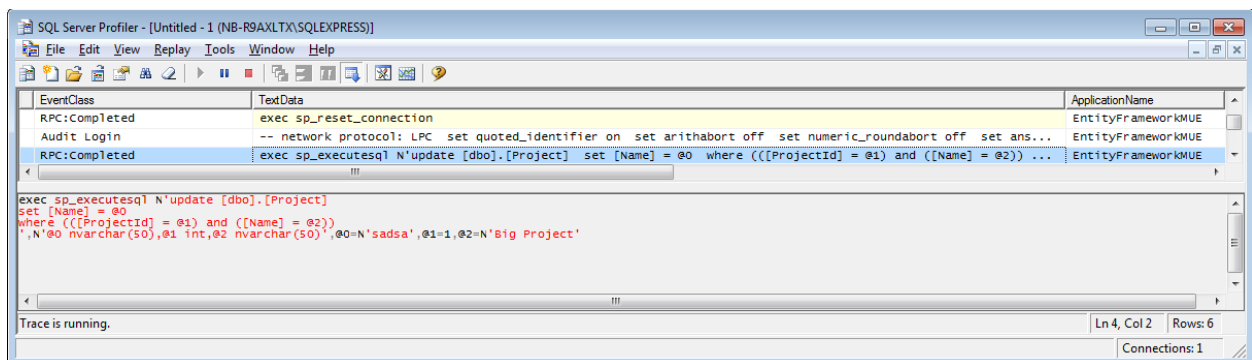 SQL Server Profiler - [Untitled - 1 (NB-R9AXLTX\SQLEXPRESS)]
File Edit View Replay Tools Window Help
EventClass TextData ApplicationName
RPC:Completed exec sp_reset_connection EntityFrameworkMUE
Audit Login -- network protocol: LPC set quoted_identifier on set arithabort off set numeric_roundabort off set ans... EntityFrameworkMUE
RPC:Completed exec sp_executesql N'update [dbo].[Project] set [Name] = @0 where (([ProjectId] = @1) and ([Name] = @2)) ... EntityFrameworkMUE
exec sp_executesql N'update [dbo].[Project]
set [Name] = @0
where (([ProjectId] = @1) and ([Name] = @2))
',N'@0 nvarchar(50),@1 int,@2 nvarchar(50)',@0=N'sadsa',@1=1,@2=N'Big Project'
Trace is running. Ln 4, Col 2 Rows: 6
Connections: 1